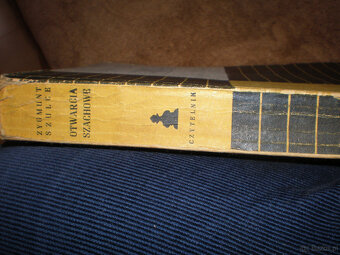 ZYGMUNT
SZULCE
OTWARCIA
SZACHOWE
CZYTELNIK